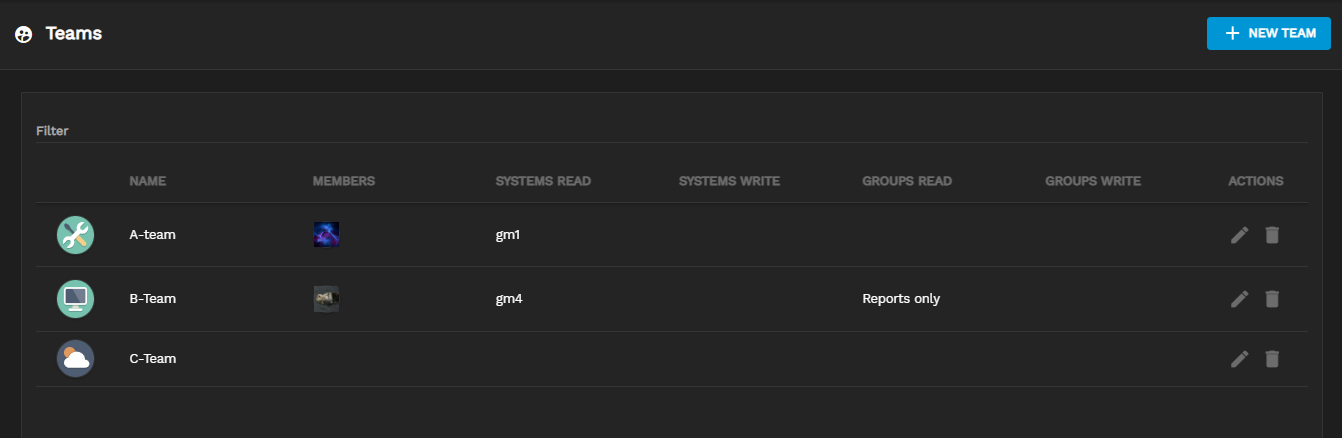 Teams
+ NEW TEAM
Filter
NAME MEMBERS SYSTEMS READ SYSTEMS WRITE GROUPS READ GROUPS WRITE ACTIONS
A-team gm1
B-Team gm4 Reports only
C-Team